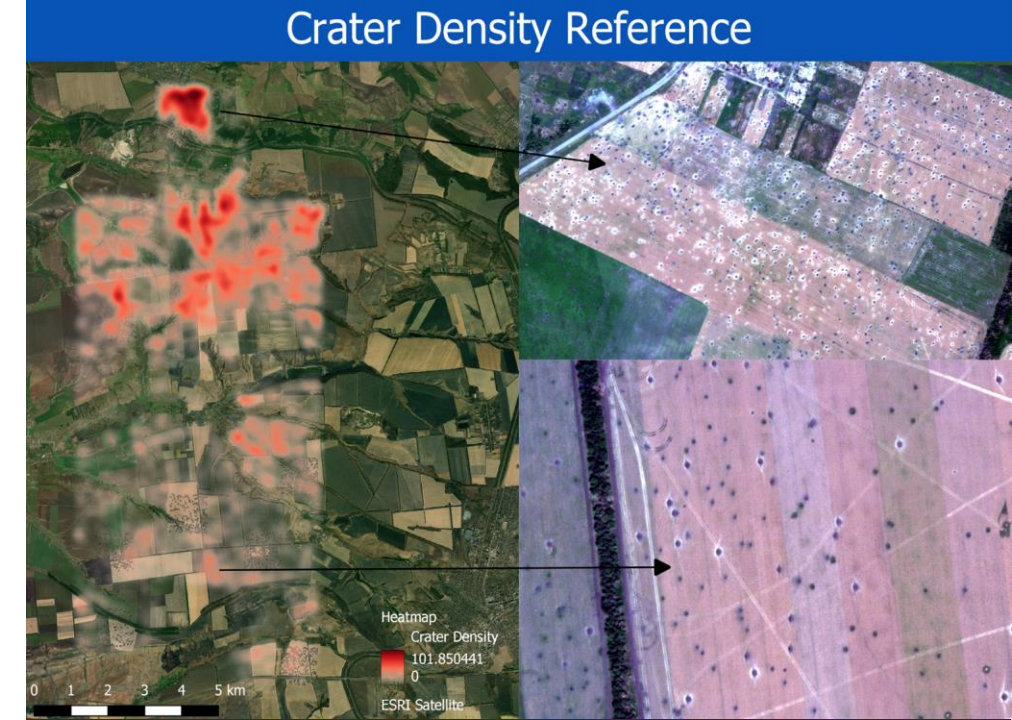 Crater Density Reference
Heatmap
Crater Density
101.850441
0
0 1 2 3 4 5 km
ESRI Satellite